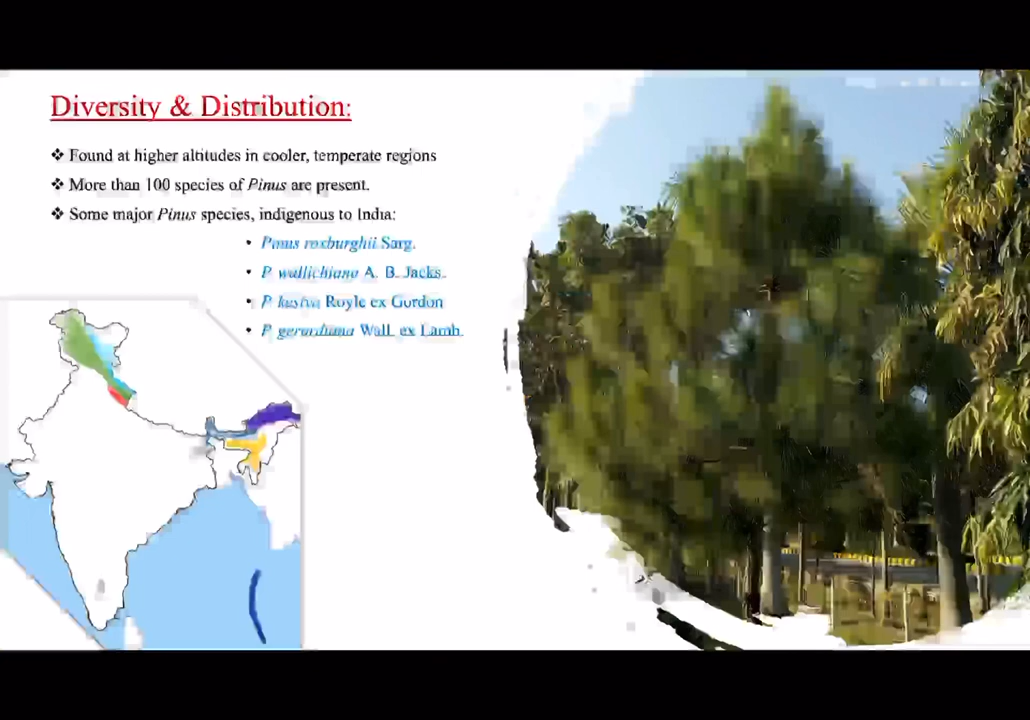 Diversity & Distribution:
❖ Found at higher altitudes in cooler, temperate regions
❖ More than 100 species of Pinus are present.
❖ Some major Pinus species, indigenous to India:
• Pinus roxburghii Sarg.
• P. wallichiana A. B. Jacks.
• P. Royle ex Gordon
• P. gerardiana Wall. ex Lamb.